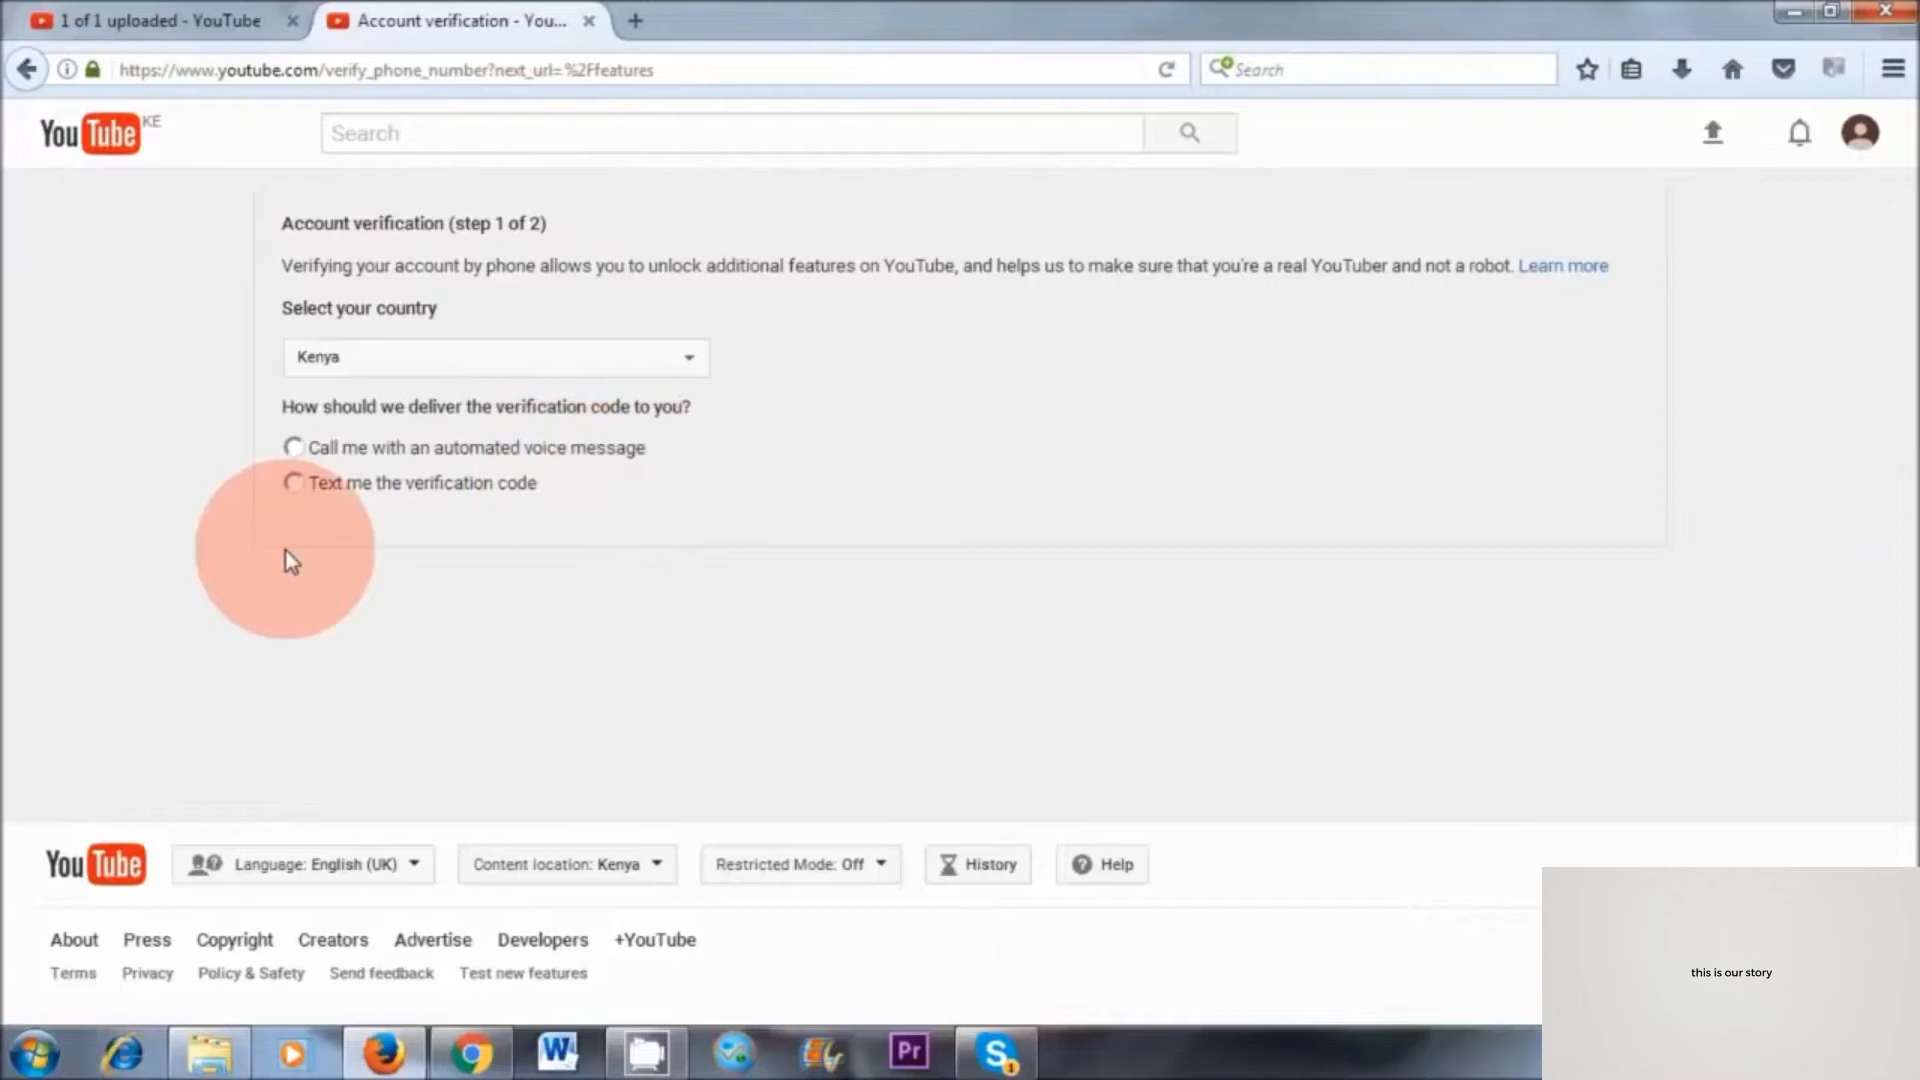 1 of 1 uploaded - YouTube
Account verification - You...
https://www.youtube.com/verify_phone_number?next_url=%2Ffeatures
Search
YouTube KE
Search
Account verification (step 1 of 2)
Verifying your account by phone allows you to unlock additional features on YouTube, and helps us to make sure that you're a real YouTuber and not a robot. Learn more
Select your country
Kenya
How should we deliver the verification code to you?
Call me with an automated voice message
Text me the verification code
YouTube
Language: English (UK)
Content location: Kenya
Restricted Mode: Off
History
Help
About Press Copyright Creators Advertise Developers +YouTube
Terms Privacy Policy & Safety Send feedback Test new features
this is our story
W
Pr
S 1